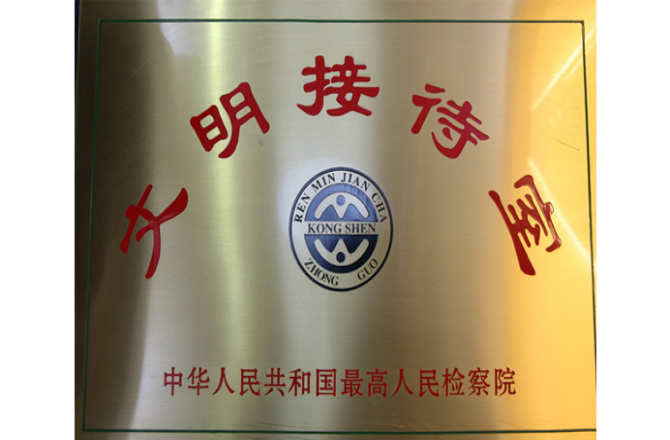 文明接待室
REN MIN JIAN CHA
KONG SHEN
ZHONG GUO
中华人民共和国最高人民检察院